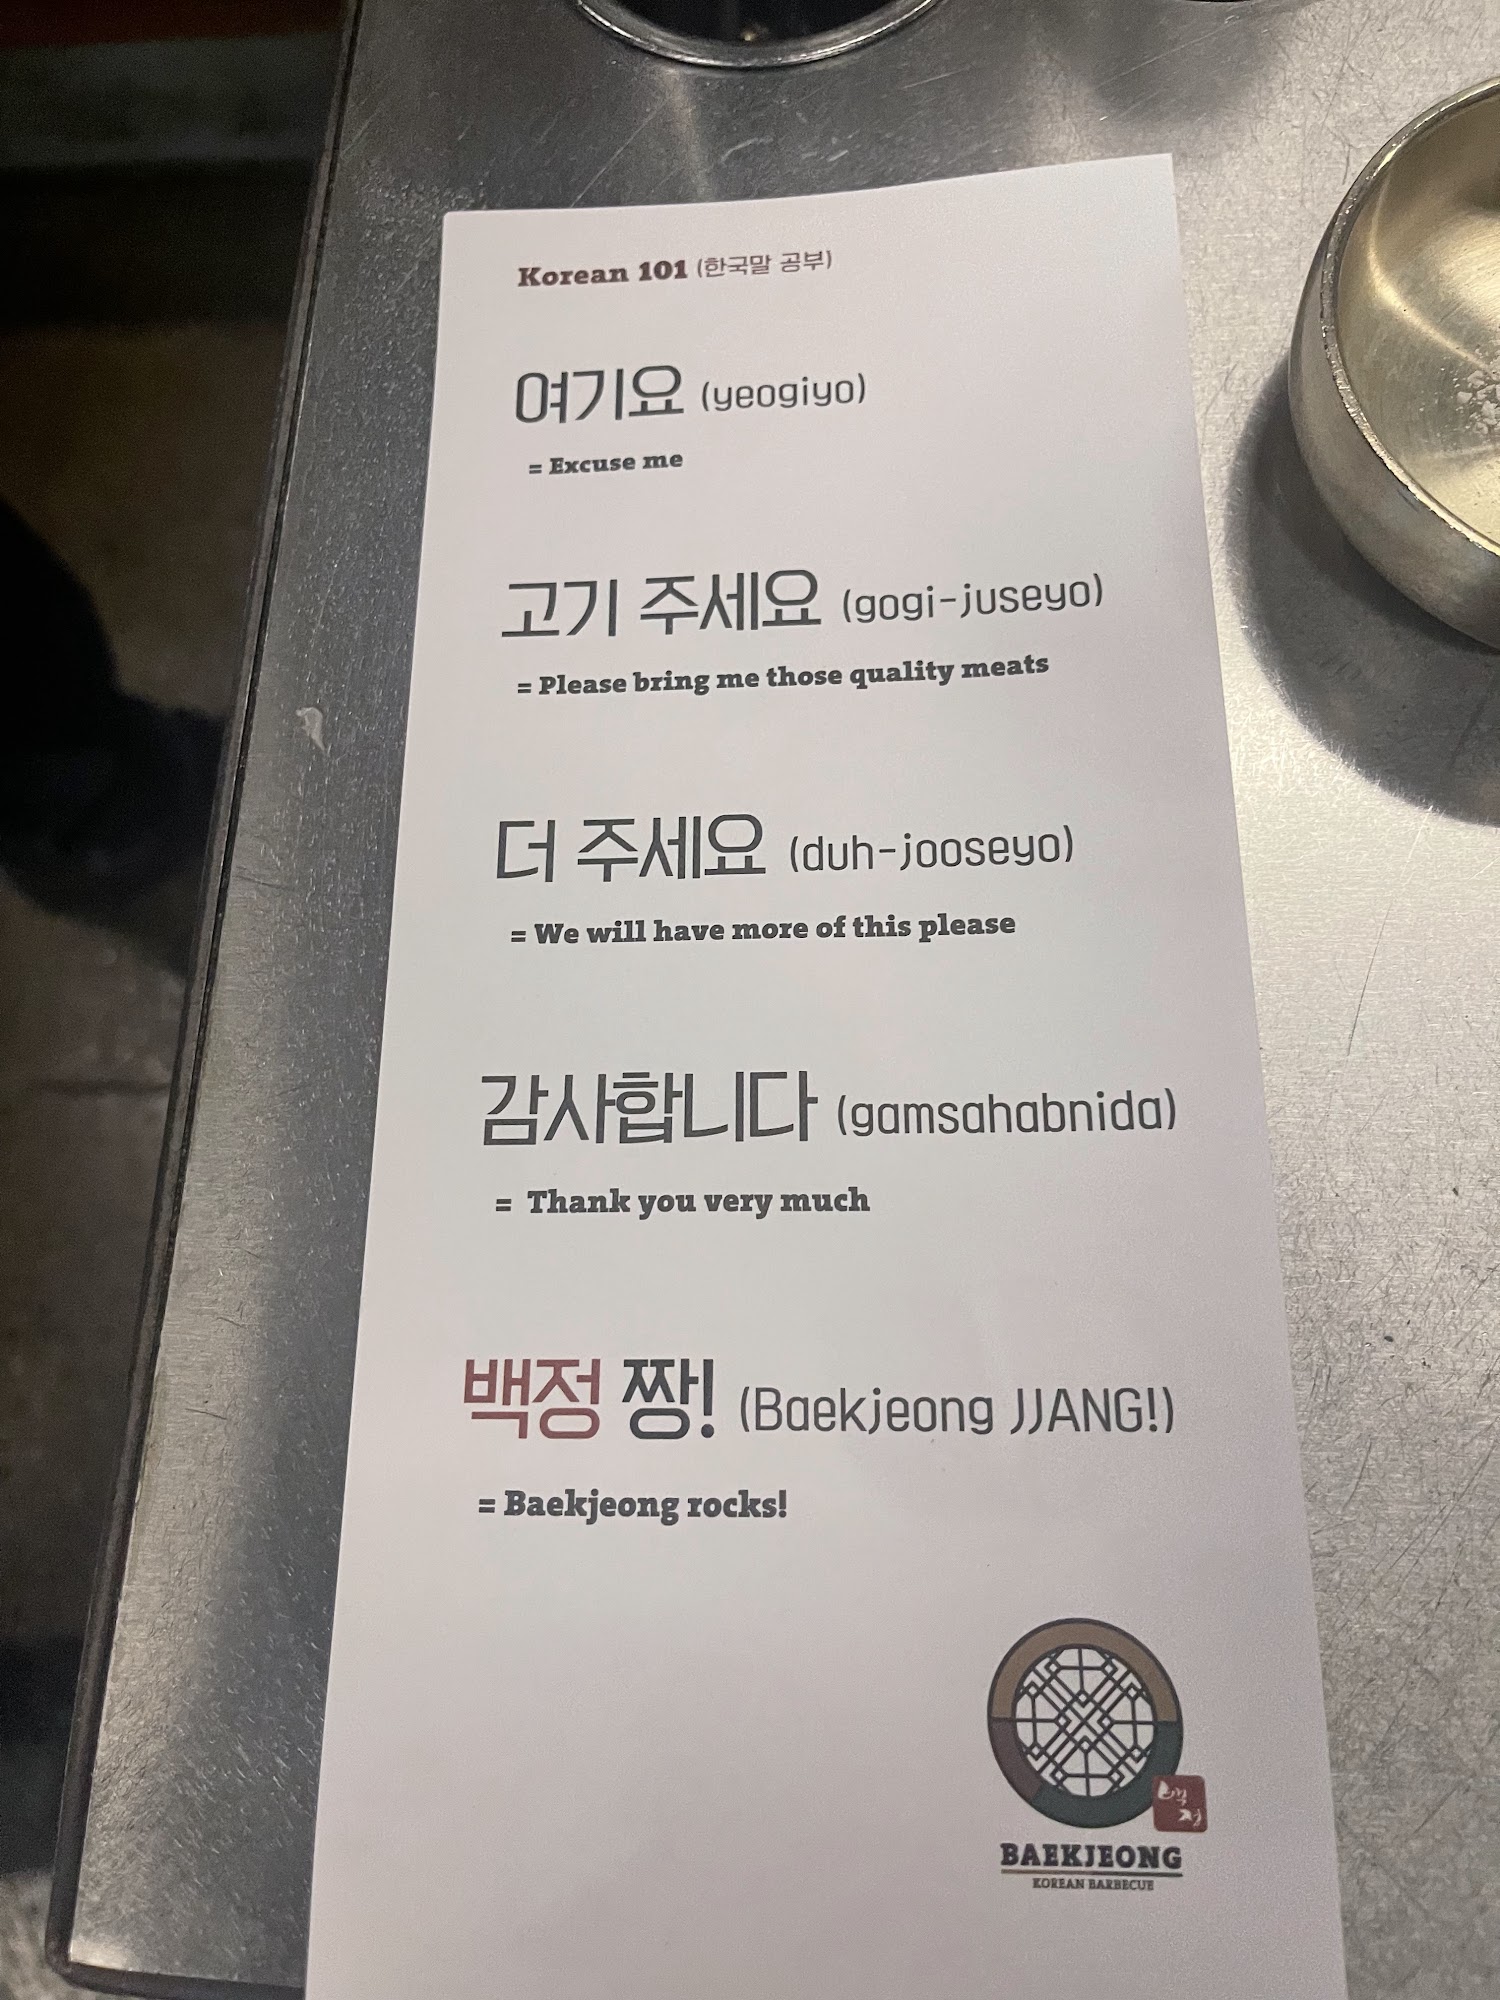 Korean 101 (한국말 공부)
여기요 (yeogiyo)
= Excuse me
고기 주세요 (gogi-juseyo)
= Please bring me those quality meats
더 주세요 (duh-jooseyo)
= We will have more of this please
감사합니다 (gamsahabnida)
= Thank you very much
백정 짱! (Baekjeong JJANG!)
= Baekjeong rocks!
백정
BAEKJEONG
KOREAN BARBECUE